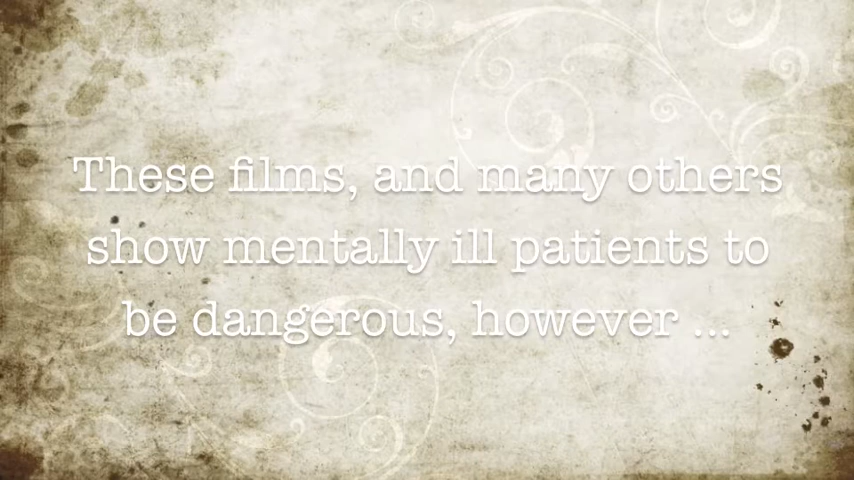 These films, and many others
show mentally ill patients to
be dangerous, however ...